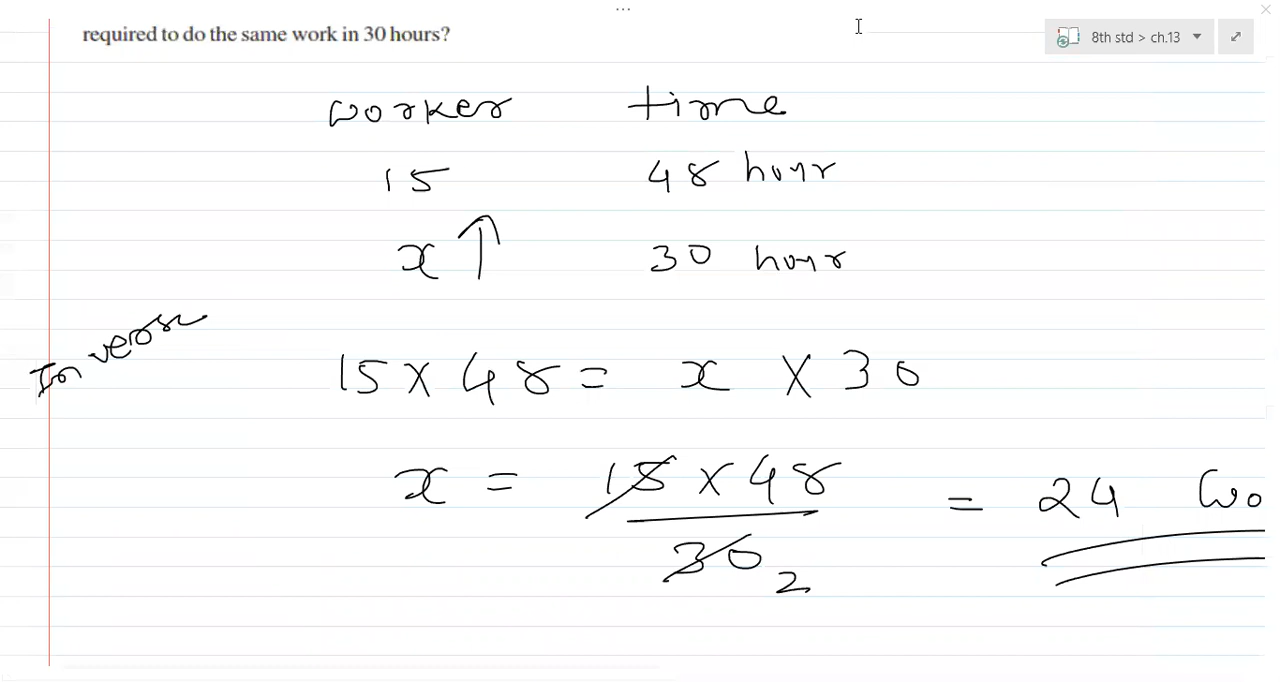 required to do the same work in 30 hours?
8th std > ch.13
worker time
15 48 hour
x ↑ 30 hour
Inverse
15 × 48 = x × 30
x = 15 × 48 / 30 2 = 24 wo